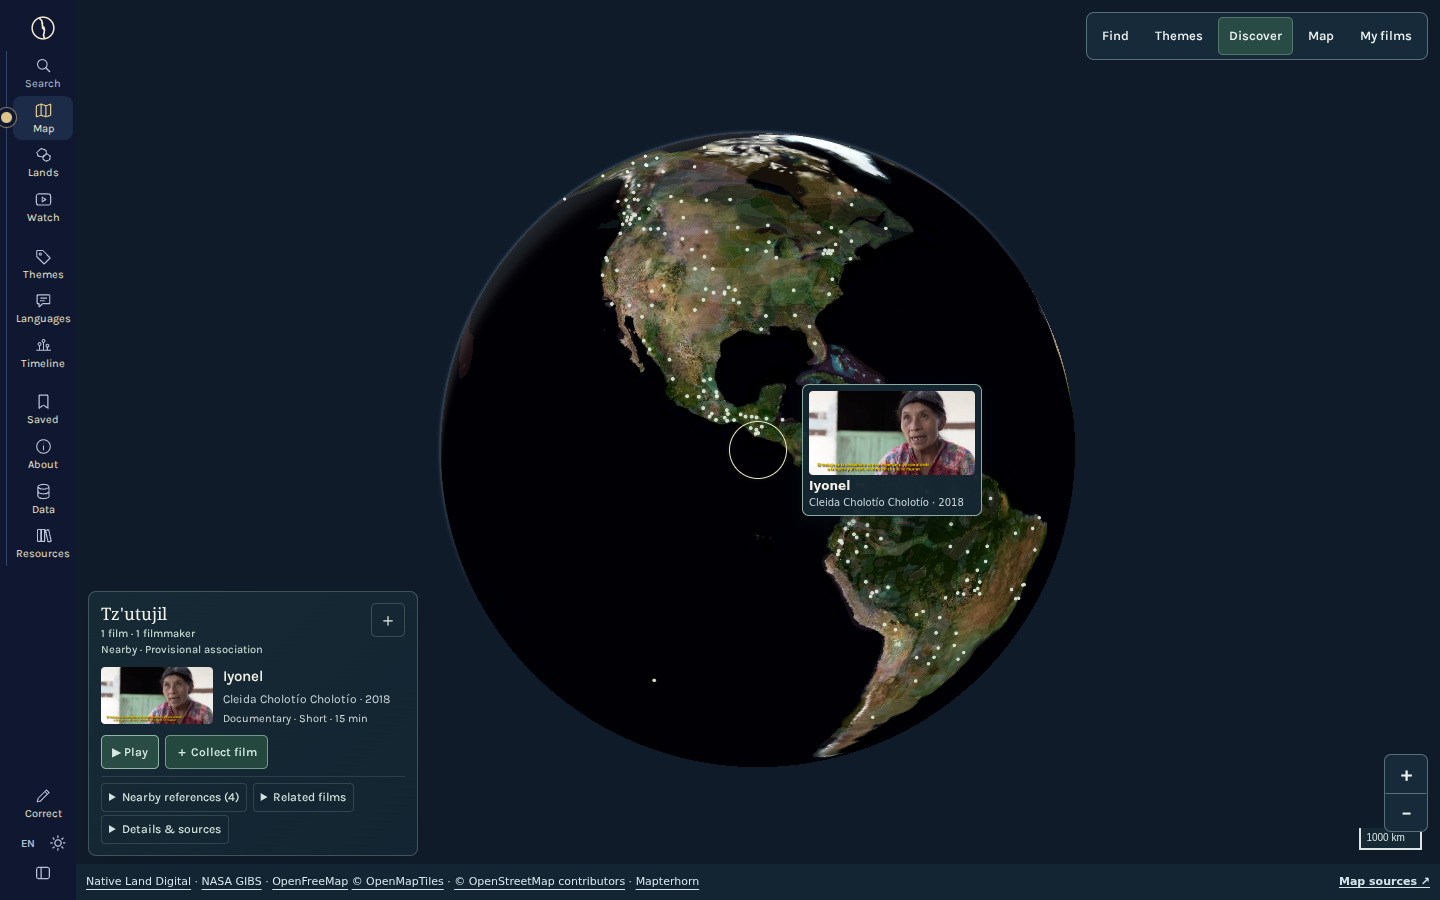 Search
Map
Lands
Watch
Themes
Languages
Timeline
Saved
About
Data
Resources
Correct
EN
Find
Themes
Discover
Map
My films
Iyonel
Cleida Cholotío Cholotío · 2018
Tz'utujil
1 film · 1 filmmaker
Nearby · Provisional association
+
Iyonel
Cleida Cholotío Cholotío · 2018
Documentary · Short · 15 min
▶ Play
+ Collect film
▶ Nearby references (4)
▶ Related films
▶ Details & sources
+
−
1000 km
Native Land Digital · NASA GIBS · OpenFreeMap © OpenMapTiles · © OpenStreetMap contributors · Mapterhorn
Map sources ↗